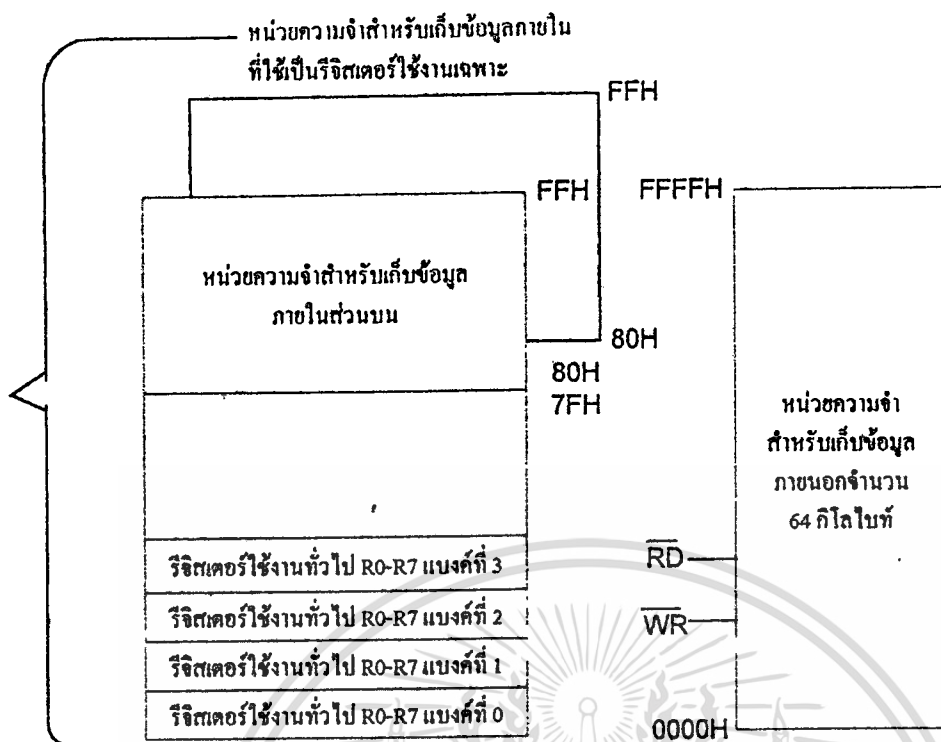 หน่วยความจำสำหรับเก็บข้อมูลภายใน
ที่ใช้เป็นรีจิสเตอร์ใช้งานเฉพาะ
FFH
FFH
FFFFH
หน่วยความจำสำหรับเก็บข้อมูล
ภายในส่วนบน
80H
80H
7FH
หน่วยความจำ
สำหรับเก็บข้อมูล
ภายนอกจำนวน
64 กิโลไบท์
รีจิสเตอร์ใช้งานทั่วไป R0-R7 แบงค์ที่ 3
R̅D̅
รีจิสเตอร์ใช้งานทั่วไป R0-R7 แบงค์ที่ 2
W̅R̅
รีจิสเตอร์ใช้งานทั่วไป R0-R7 แบงค์ที่ 1
รีจิสเตอร์ใช้งานทั่วไป R0-R7 แบงค์ที่ 0
0000H